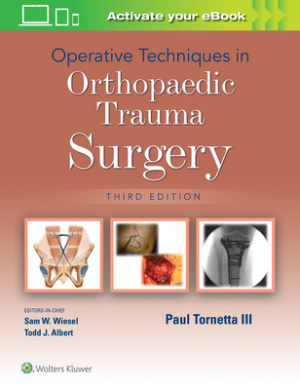 Activate your eBook
Operative Techniques in
Orthopaedic
Trauma
Surgery
THIRD EDITION
EDITORS-IN-CHIEF
Sam W. Wiesel
Todd J. Albert
Paul Tornetta III
Wolters Kluwer